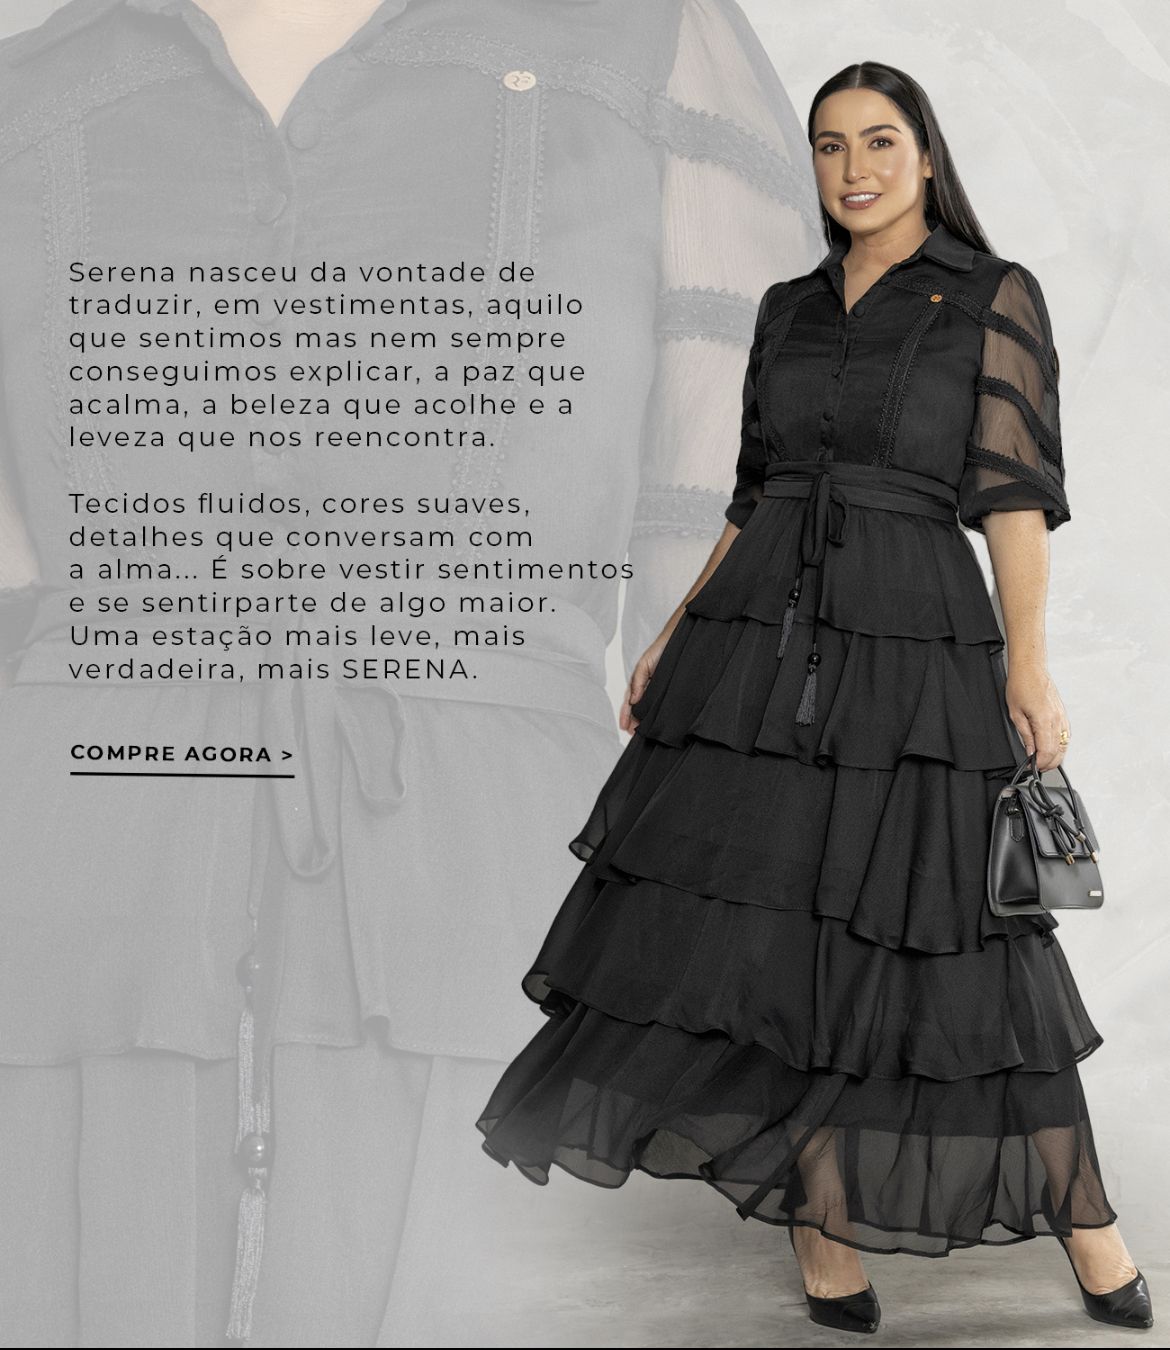 RF
Serena nasceu da vontade de
traduzir, em vestimentas, aquilo
que sentimos mas nem sempre
conseguimos explicar, a paz que
acalma, a beleza que acolhe e a
leveza que nos reencontra.
Tecidos fluidos, cores suaves,
detalhes que conversam com
a alma... É sobre vestir sentimentos
e se sentirparte de algo maior.
Uma estação mais leve, mais
verdadeira, mais SERENA.
COMPRE AGORA >